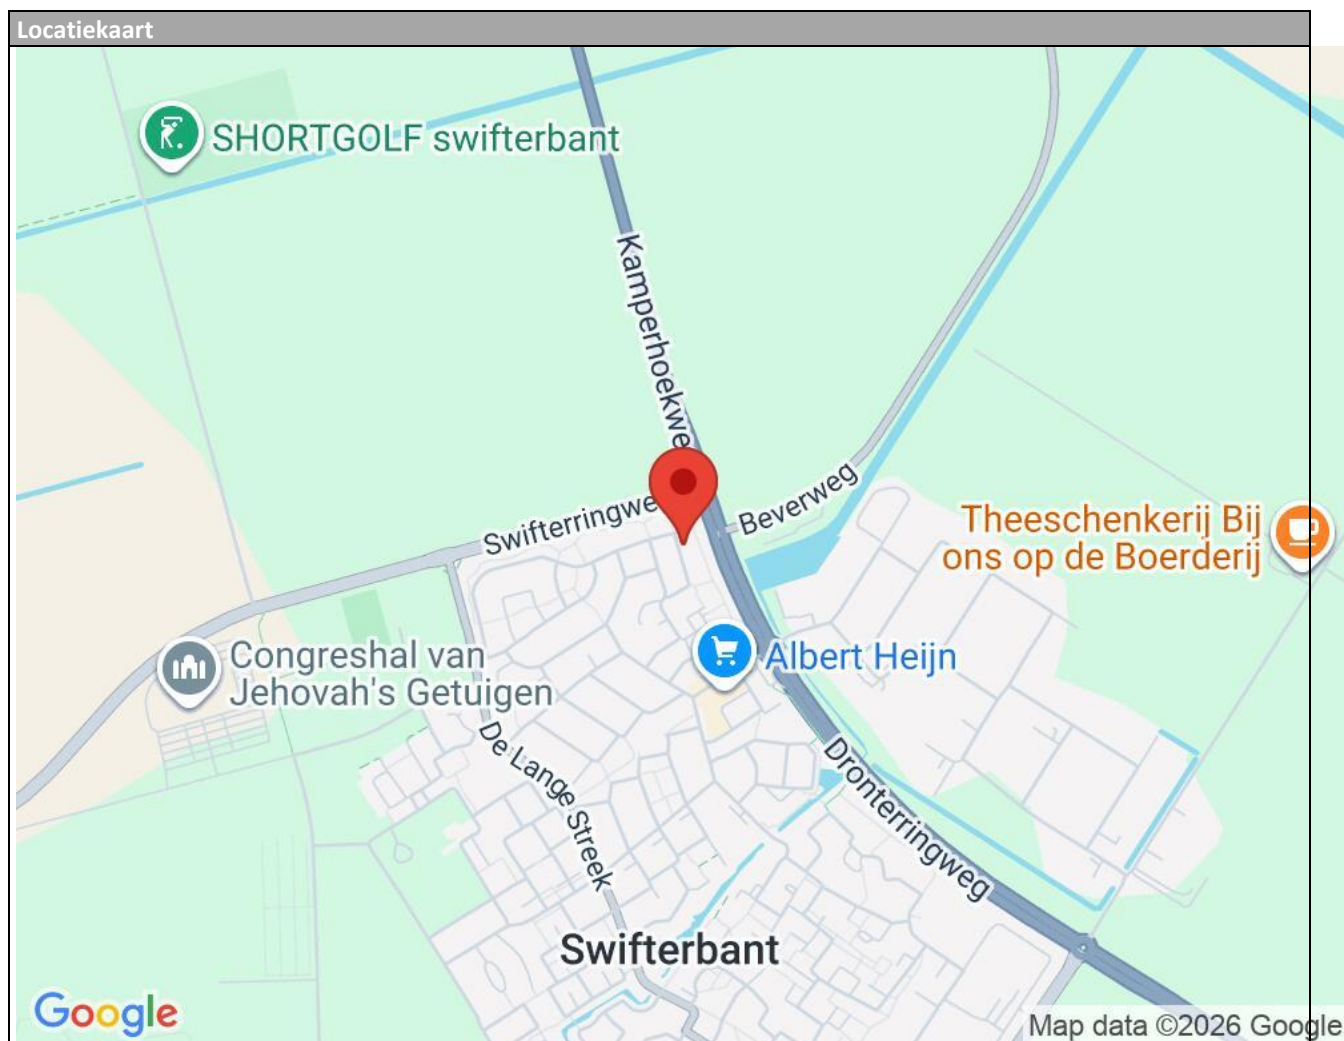 Locatiekaart
SHORTGOLF swifterbant
Kamperhoekwe
Swifterringwe
Beverweg
Theeschenkerij Bij
ons op de Boerderij
Congreshal van
Jehovah's Getuigen
Albert Heijn
De Lange Streek
Dronterringweg
Swifterbant
Google
Map data ©2026 Google